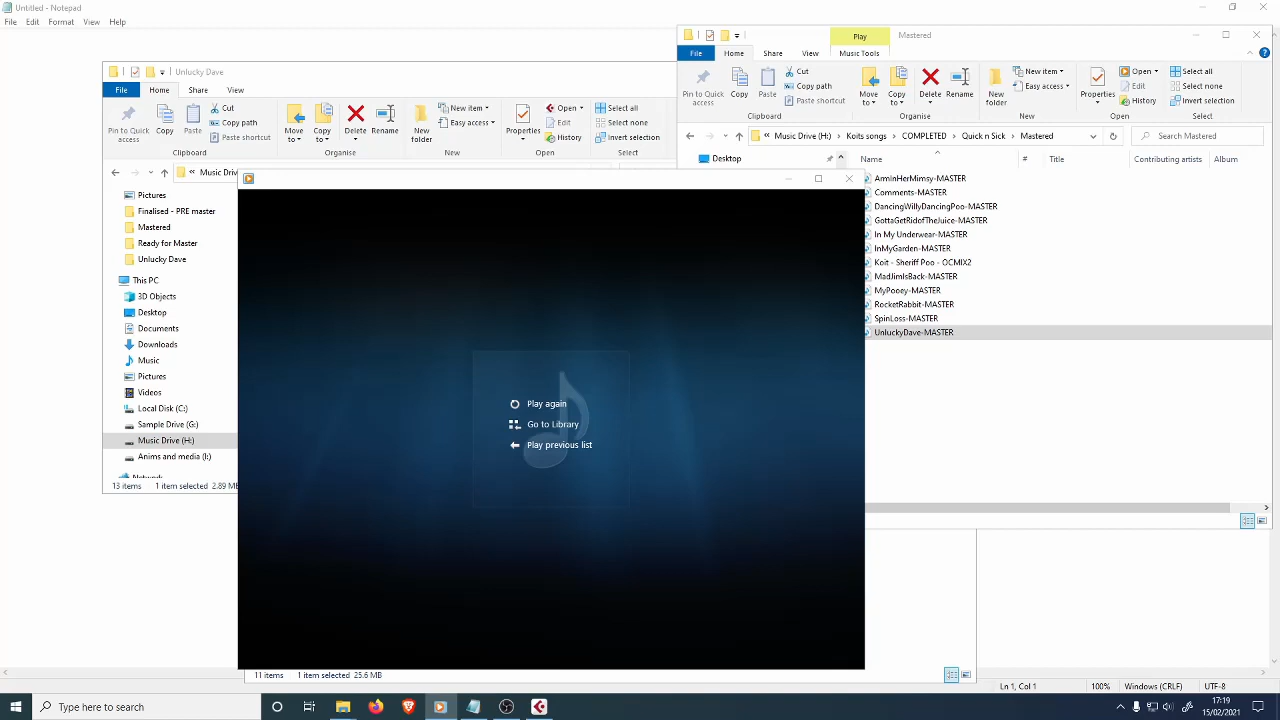 Untitled - Notepad
File Edit Format View Help
Unlucky Dave
File Home Share View
Pin to Quick access
Copy
Paste
Cut
Copy path
Paste shortcut
Clipboard
Move to
Copy to
Delete
Rename
Organise
New folder
New item
Easy access
New
Properties
Open
Edit
History
Open
Select all
Select none
Invert selection
Select
« Music Driv
Pictures
Finalised - PRE master
Mastered
Ready for Master
Unlucky Dave
This PC
3D Objects
Desktop
Documents
Downloads
Music
Pictures
Videos
Local Disk (C:)
Sample Drive (G:)
Music Drive (H:)
Anims and media (I:)
Network
13 items 1 item selected 2.89 M
Play
Mastered
File Home Share View Music Tools
Pin to Quick access
Copy
Paste
Cut
Copy path
Paste shortcut
Clipboard
Move to
Copy to
Delete
Rename
Organise
New folder
New item
Easy access
New
Properties
Open
Edit
History
Open
Select all
Select none
Invert selection
Select
« Music Drive (H:) > Koits songs > COMPLETED > Quick n Sick > Mastered
Search Mastered
Desktop
Name # Title Contributing artists Album
ArminHerMimsy-MASTER
Comments-MASTER
DancingWillyDancingPoo-MASTER
GottaGetRidofTheJuice-MASTER
In My Underwear-MASTER
InMyGarden-MASTER
Koit - Sheriff Poo - OCMIX2
MadJimIsBack-MASTER
MyPooey-MASTER
RocketRabbit-MASTER
SpinLoss-MASTER
UnluckyDave-MASTER
Play again
Go to Library
Play previous list
11 items 1 item selected 25.6 MB
Ln 1, Col 1 100% Windows (CRLF) UTF-8
Type here to search
17:19
15/02/2021